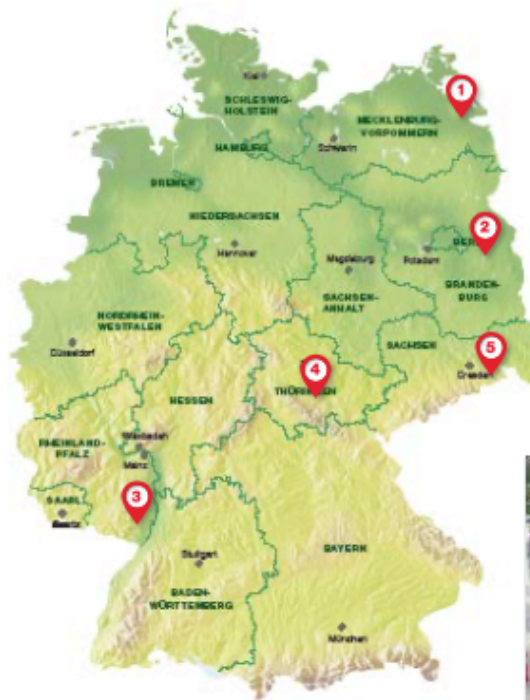 Kiel
SCHLESWIG-
HOLSTEIN
1
MECKLENBURG-
VORPOMMERN
Schwerin
HAMBURG
BREMEN
NIEDERSACHSEN
Hannover
2
BER
Potsdam
Magdeburg
BRANDEN-
BURG
SACHSEN-
ANHALT
NORDRHEIN-
WESTFALEN
Düsseldorf
SACHSEN
5
Dresden
4
THÜRINGEN
HESSEN
RHEINLAND-
PFALZ
Wiesbaden
Mainz
SAARL
3
Stuttgart
BAYERN
BADEN-
WÜRTTEMBERG
München